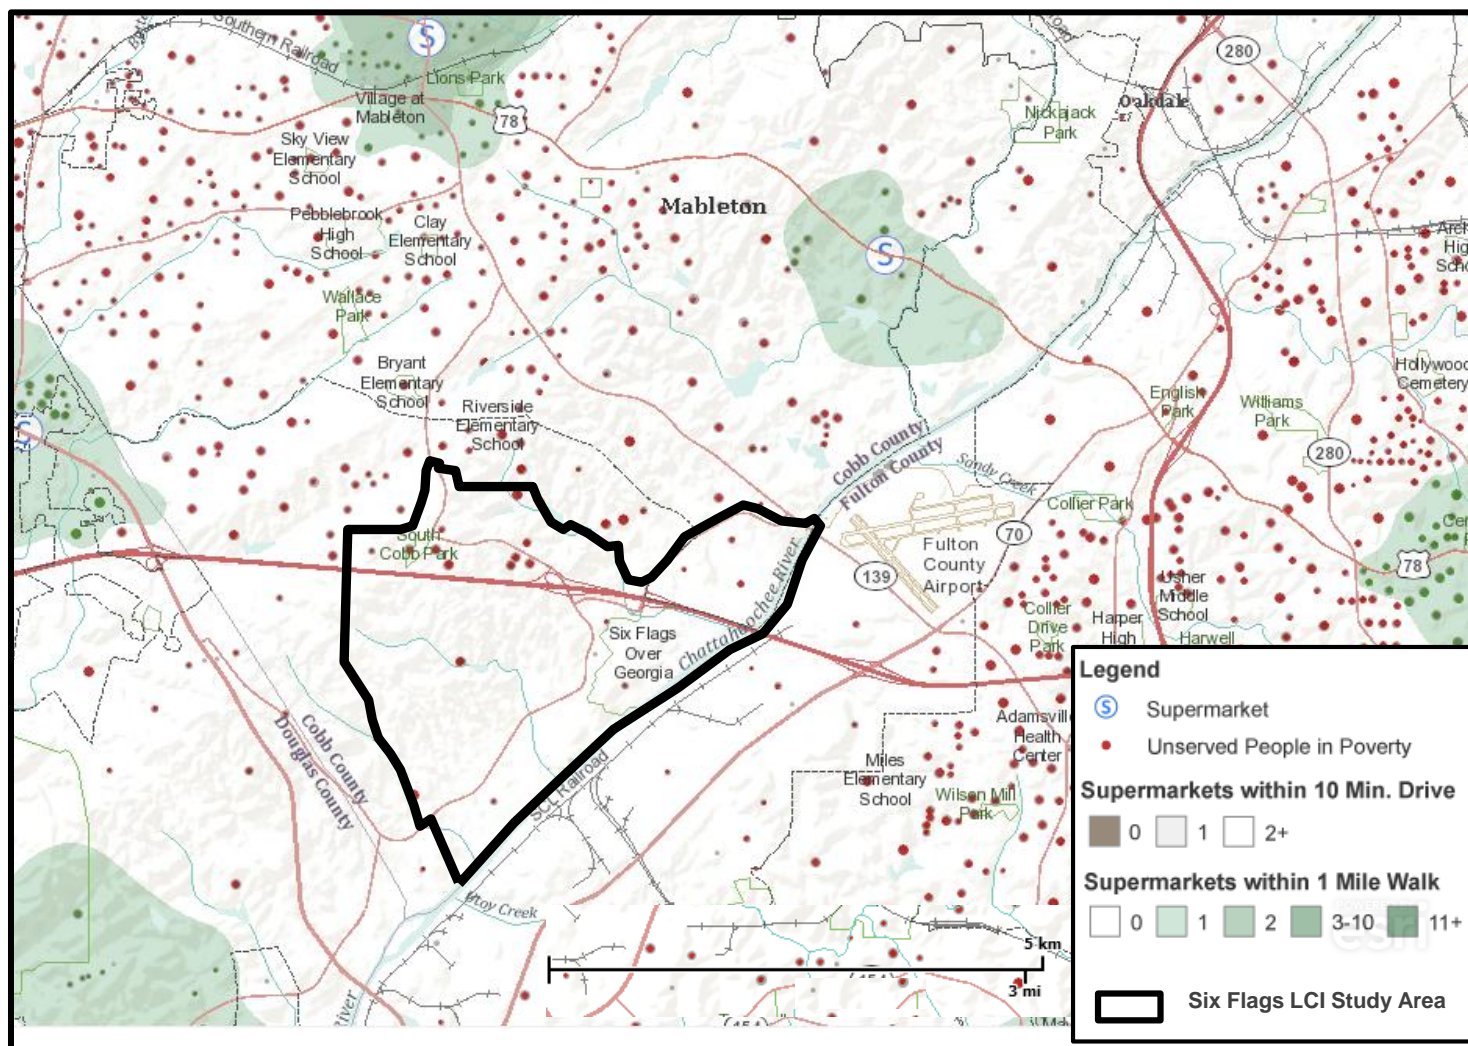 Southern Railroad
S
Lions Park
Village at
Mableton
78
Sky View
Elementary
School
Pebblebrook
High
School
Clay
Elementary
School
Wallace
Park
Mableton
S
Nickajack
Park
Oakdale
280
High
Bryant
Elementary
School
Riverside
Elementary
School
S
Cobb County
Fulton County
Sandy Creek
English
Park
Williams
Park
Hollywood
Cemetery
280
Collier Park
70
78
South
Cobb Park
Fulton
County
Airport
139
Chattahoochee River
Six Flags
Over
Georgia
Usher
Middle
School
Collier
Drive
Park
Harper
High
Harwell
Cobb County
Douglas County
SCL Railroad
Adamsville
Health
Center
Miles
Elementary
School
Wilson Mill
Park
Utoy Creek
River
5 km
3 mi
Legend
S Supermarket
Unserved People in Poverty
Supermarkets within 10 Min. Drive
0 1 2+
Supermarkets within 1 Mile Walk
0 1 2 3-10 11+
esri
Six Flags LCI Study Area